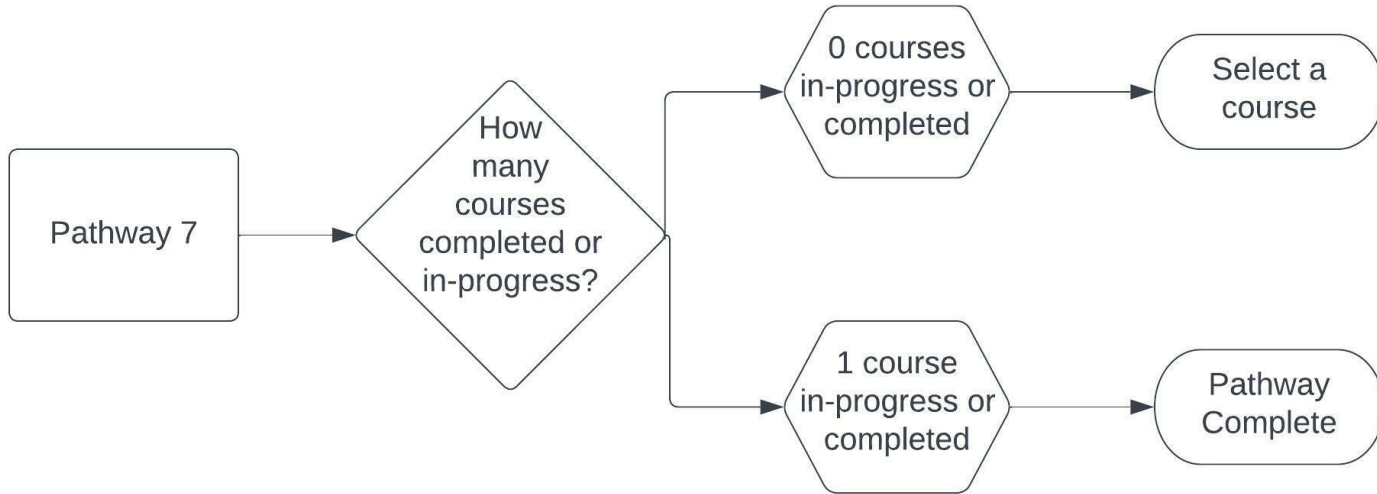 Pathway 7
How
many
courses
completed or
in-progress?
0 courses
in-progress or
completed
Select a
course
1 course
in-progress or
completed
Pathway
Complete